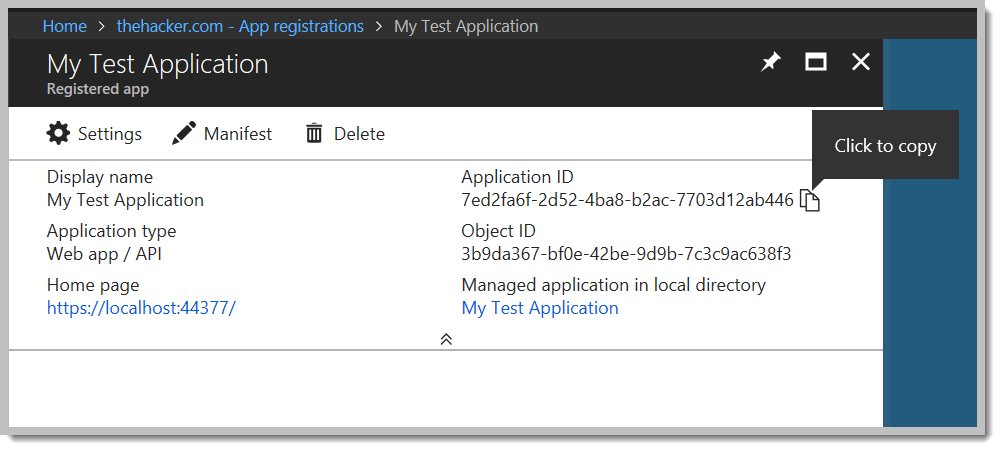 Home > thehacker.com - App registrations > My Test Application
My Test Application
Registered app
Settings Manifest Delete
Click to copy
Display name
My Test Application
Application ID
7ed2fa6f-2d52-4ba8-b2ac-7703d12ab446
Application type
Web app / API
Object ID
3b9da367-bf0e-42be-9d9b-7c3c9ac638f3
Home page
https://localhost:44377/
Managed application in local directory
My Test Application